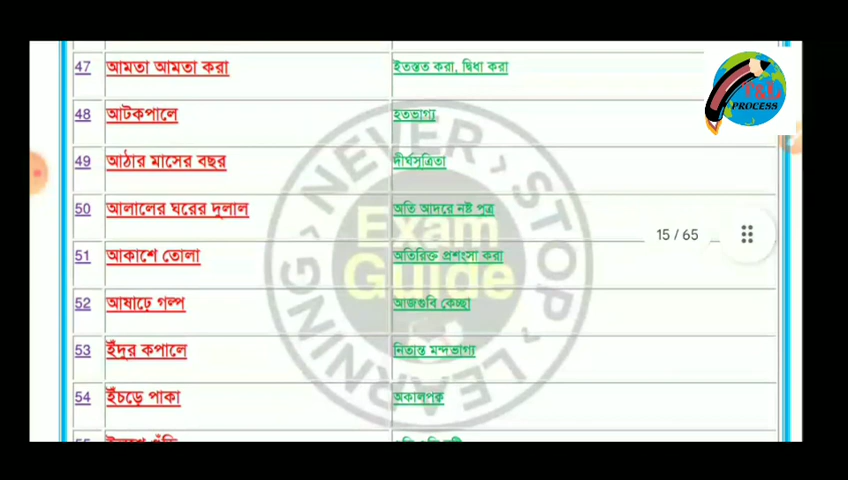 47 আমতা আমতা করা ইতস্তত করা, দ্বিধা করা
48 আটকপালে হতভাগ্য
49 আঠার মাসের বছর দীর্ঘসূত্রিতা
50 আলালের ঘরের দুলাল অতি আদরে নষ্ট পুত্র
51 আকাশে তোলা অতিরিক্ত প্রশংসা করা
52 আষাঢ়ে গল্প আজগুবি কেচ্ছা
53 ইঁদুর কপালে নিতান্ত মন্দভাগ্য
54 ইঁচড়ে পাকা অকালপক্ব
15 / 65
PROCESS
NEVER STOP LEARNING
Exam
Guide